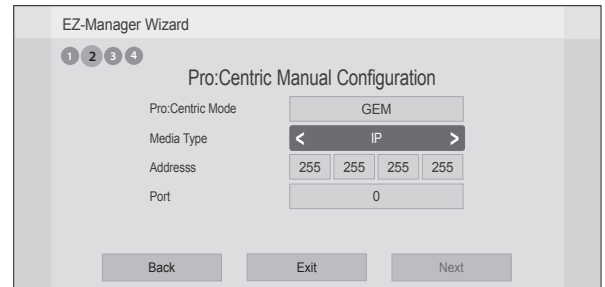 EZ-Manager Wizard
1 2 3 4
Pro:Centric Manual Configuration
Pro:Centric Mode GEM
Media Type < IP >
Addresss 255 255 255 255
Port 0
Back Exit Next